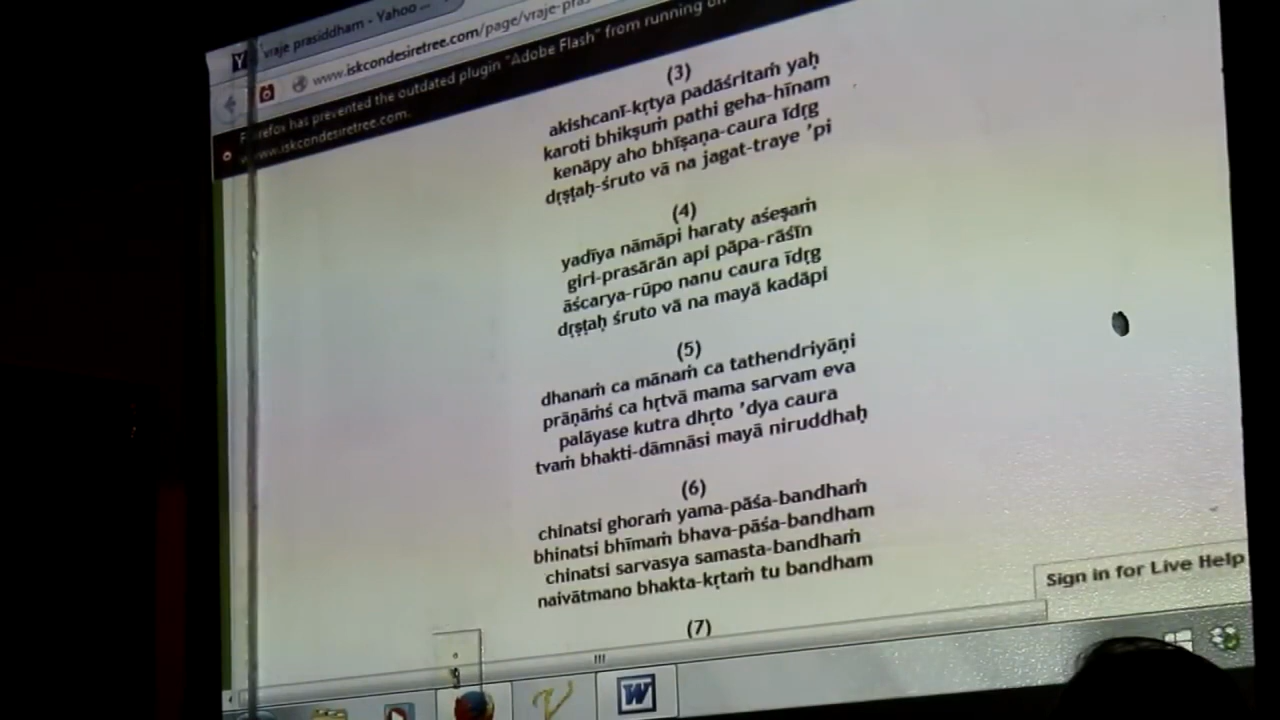 vraje prasiddham - Yahoo ...
www.iskcondesiretree.com/page/vraje-pras
Firefox has prevented the outdated plugin "Adobe Flash" from running on
www.iskcondesiretree.com.
(3)
akishcanī-kṛtya padāśritaṁ yaḥ
karoti bhikṣuṁ pathi geha-hīnam
kenāpy aho bhīṣaṇa-caura īdṛg
dṛṣṭaḥ-śruto vā na jagat-traye 'pi
(4)
yadīya nāmāpi haraty aśeṣaṁ
giri-prasārān api pāpa-rāśīn
āścarya-rūpo nanu caura īdṛg
dṛṣṭaḥ śruto vā na mayā kadāpi
(5)
dhanaṁ ca mānaṁ ca tathendriyāṇi
prāṇāṁś ca hṛtvā mama sarvam eva
palāyase kutra dhṛto 'dya caura
tvaṁ bhakti-dāmnāsi mayā niruddhaḥ
(6)
chinatsi ghoraṁ yama-pāśa-bandhaṁ
bhinatsi bhīmaṁ bhava-pāśa-bandham
chinatsi sarvasya samasta-bandhaṁ
naivātmano bhakta-kṛtaṁ tu bandham
(7)
Sign in for Live Help